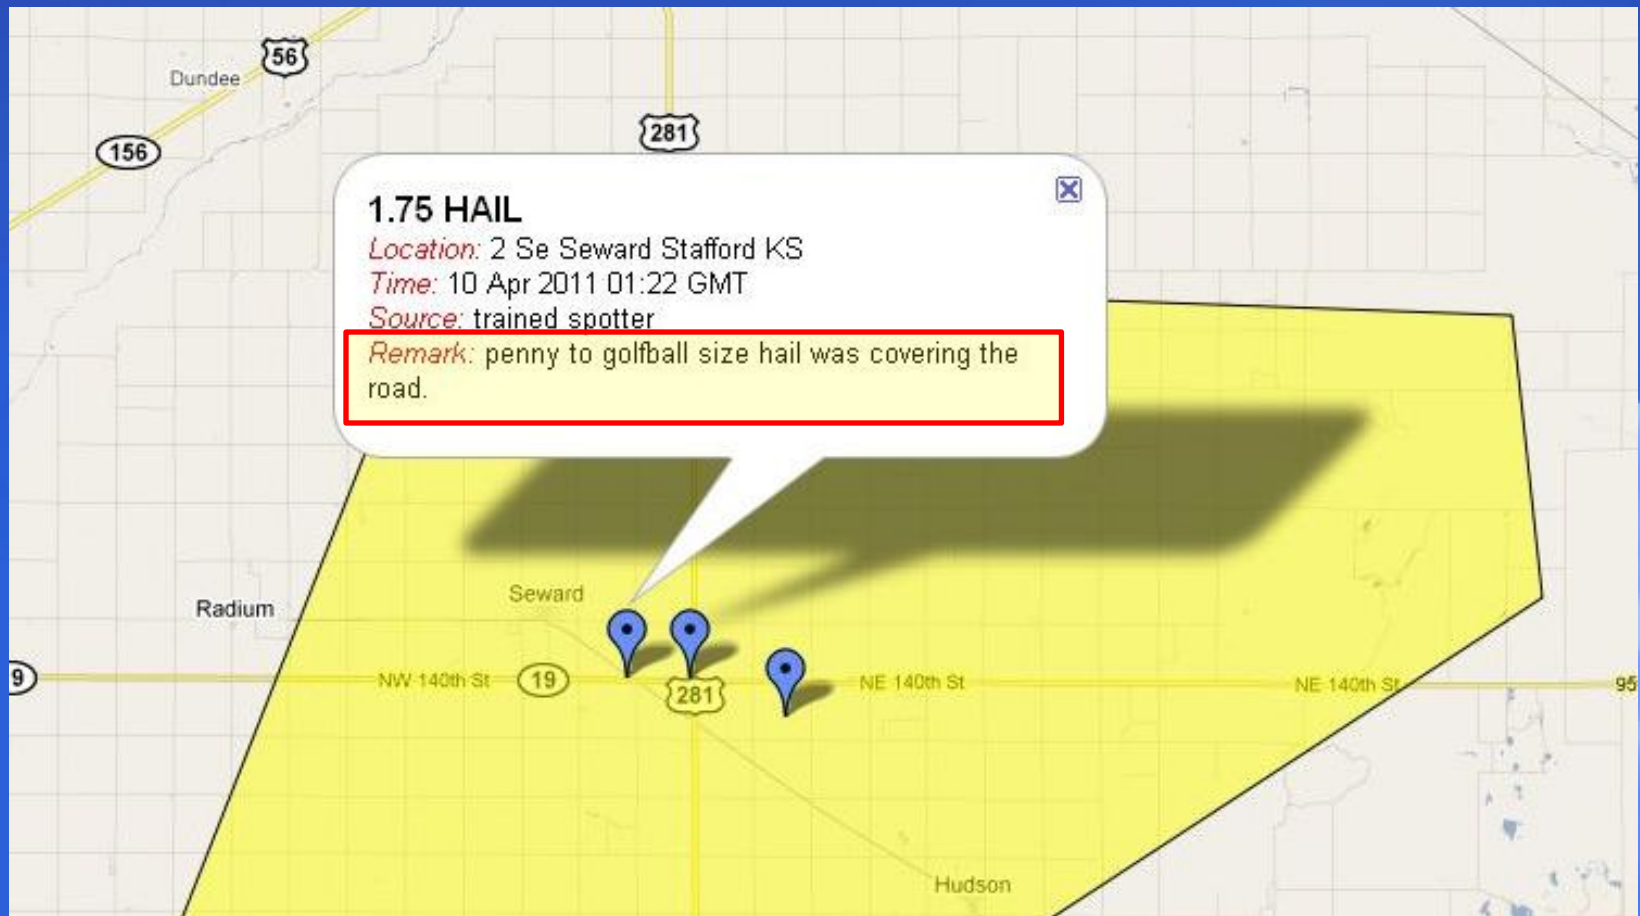 56
Dundee
281
156
1.75 HAIL
Location: 2 Se Seward Stafford KS
Time: 10 Apr 2011 01:22 GMT
Source: trained spotter
Remark: penny to golfball size hail was covering the
road.
Seward
Radium
9
NW 140th St
19
281
NE 140th St
NE 140th St
95
Hudson